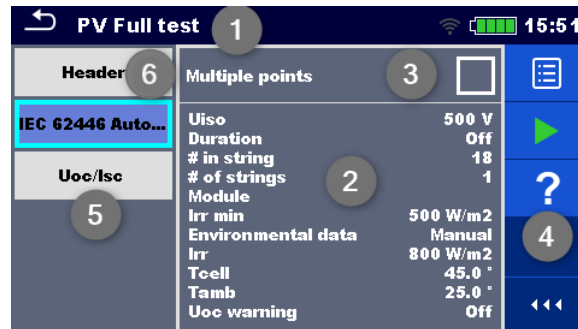 PV Full test 15:51
1
Header
6
Multiple points
3
IEC 62446 Auto...
Uiso 500 V
Duration Off
# in string 18
# of strings 1
2
Module
Uoc/Isc
5
Irr min 500 W/m2
Environmental data Manual
Irr 800 W/m2
Tcell 45.0 °
Tamb 25.0 °
Uoc warning Off
?
4